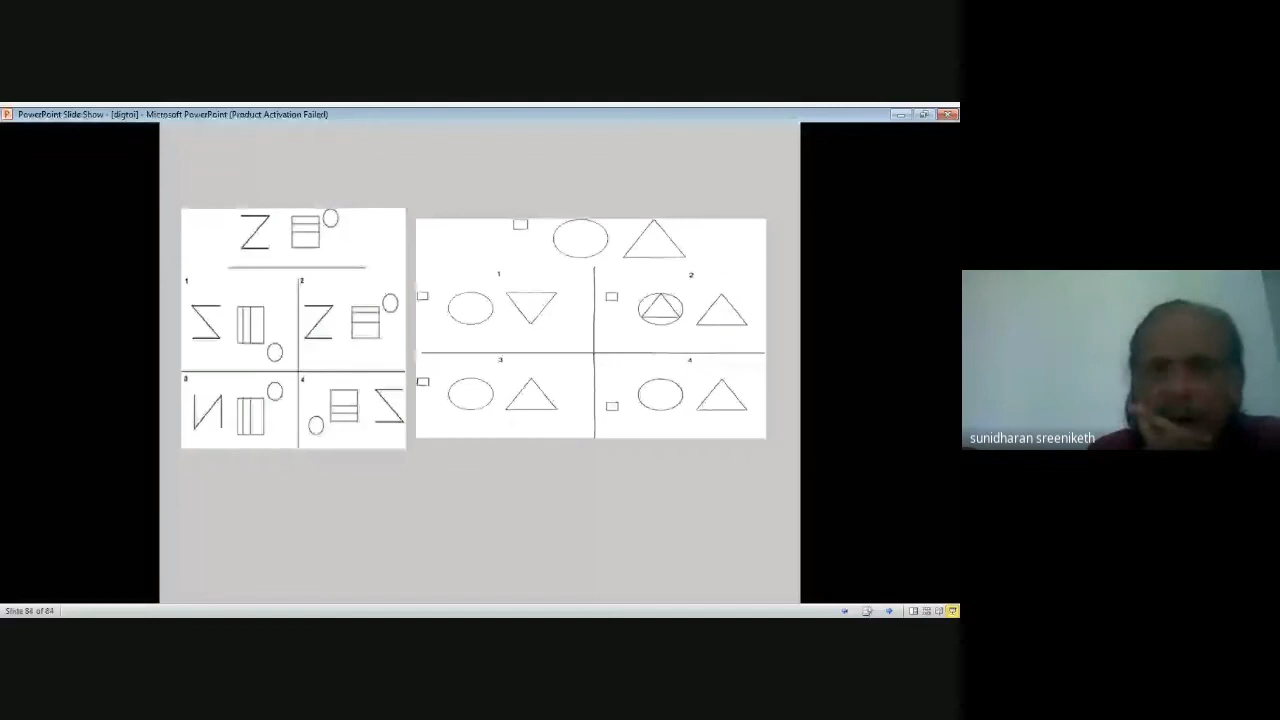 PowerPoint Slide Show - [digtoi] - Microsoft PowerPoint (Product Activation Failed)
1
2
3
4
1
2
3
4
sunidharan sreeniketh
Slide 84 of 84